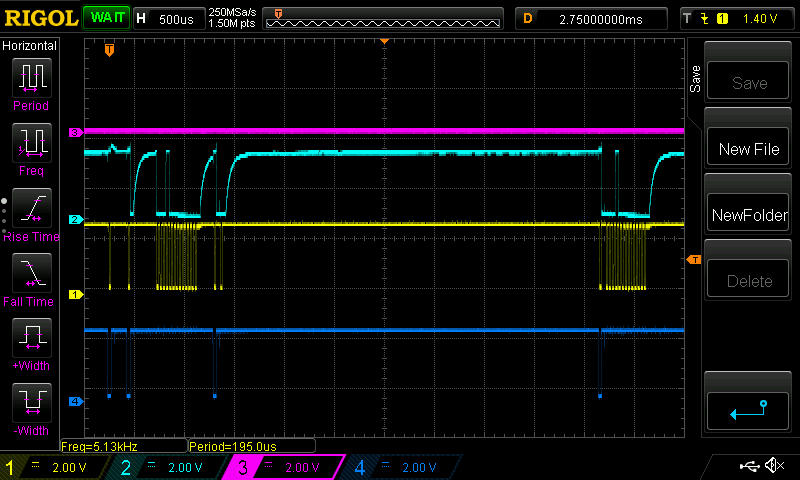 RIGOL WAIT H 500us 250MSa/s 1.50M pts T D 2.75000000ms T 1 1.40 V
Horizontal
Period
Freq
Rise Time
Fall Time
+Width
-Width
T
3
2
T
1
4
Save
Save
New File
NewFolder
Delete
Freq=5.13kHz Period=195.0us
1 2.00 V 2 2.00 V 3 2.00 V 4 2.00 V